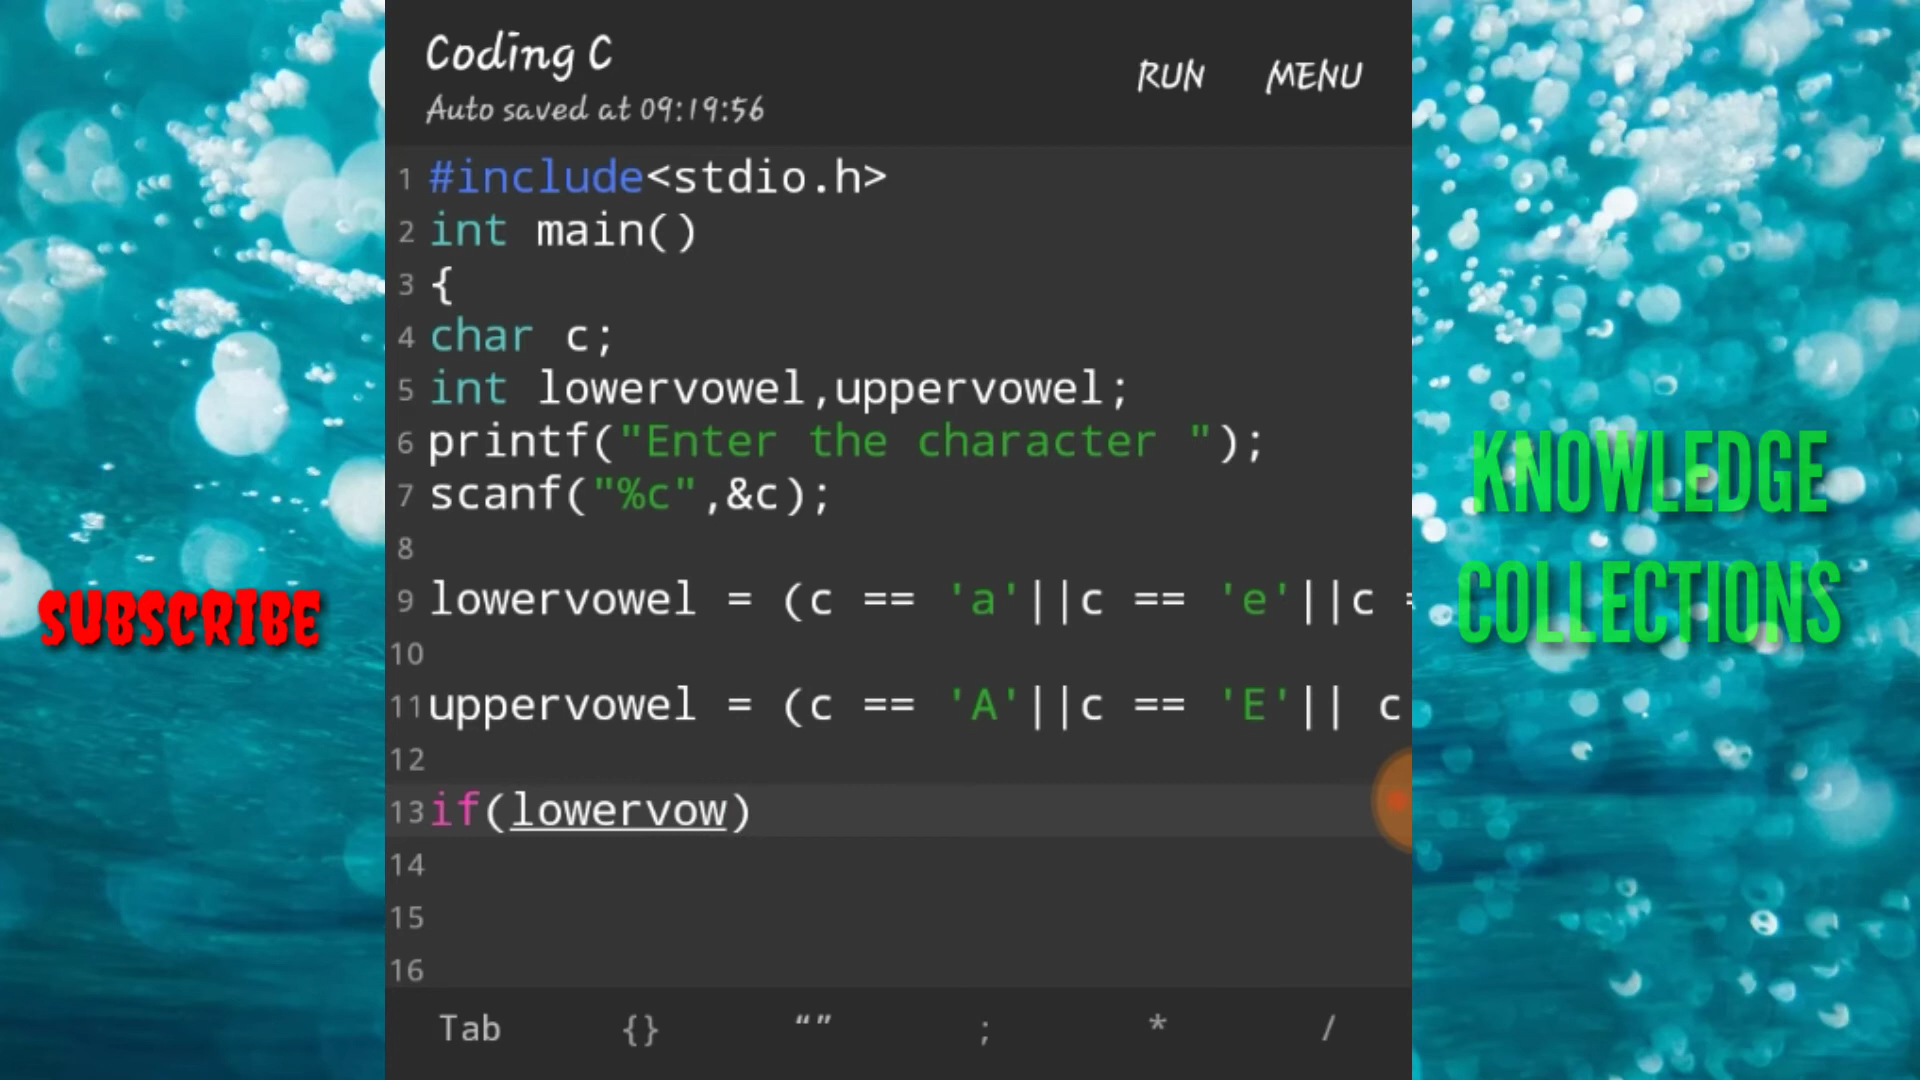 Coding C
Auto saved at 09:19:56
RUN MENU
1 #include<stdio.h>
2 int main()
3 {
4 char c;
5 int lowervowel,uppervowel;
6 printf("Enter the character ");
7 scanf("%c",&c);
8
9 lowervowel = (c == 'a'||c == 'e'||c =
10
11 uppervowel = (c == 'A'||c == 'E'|| c
12
13 if(lowervow)
14
15
16
Tab {} “” ; * /
SUBSCRIBE
KNOWLEDGE
COLLECTIONS